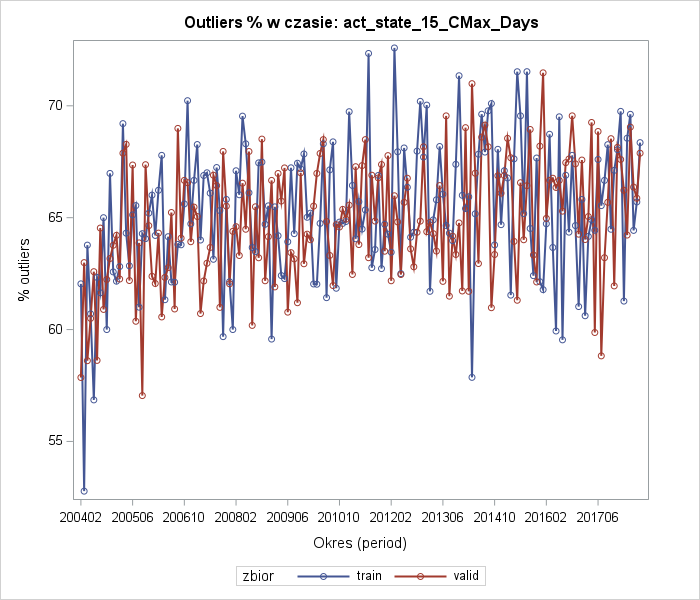 Outliers % w czasie: act_state_15_CMax_Days
% outliers
70
65
60
55
200402 200506 200610 200802 200906 201010 201202 201306 201410 201602 201706
Okres (period)
zbior train valid